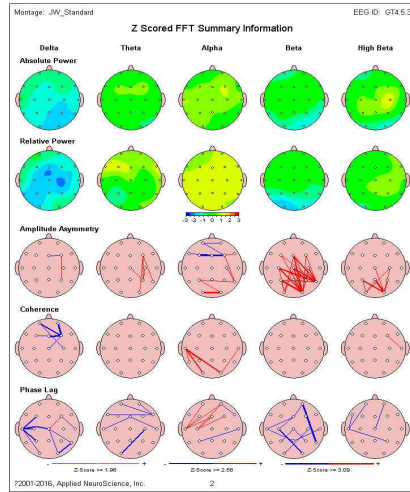 Montage: JW_Standard EEG ID: GT4.5.3
Z Scored FFT Summary Information
Delta Theta Alpha Beta High Beta
Absolute Power
Relative Power
-3 -2 -1 0 1 2 3
Amplitude Asymmetry
Coherence
Phase Lag
- + - + - +
Z-Score >= 1.96 Z-Score >= 2.58 Z-Score >= 3.09
?2001-2016, Applied NeuroScience, Inc. 2